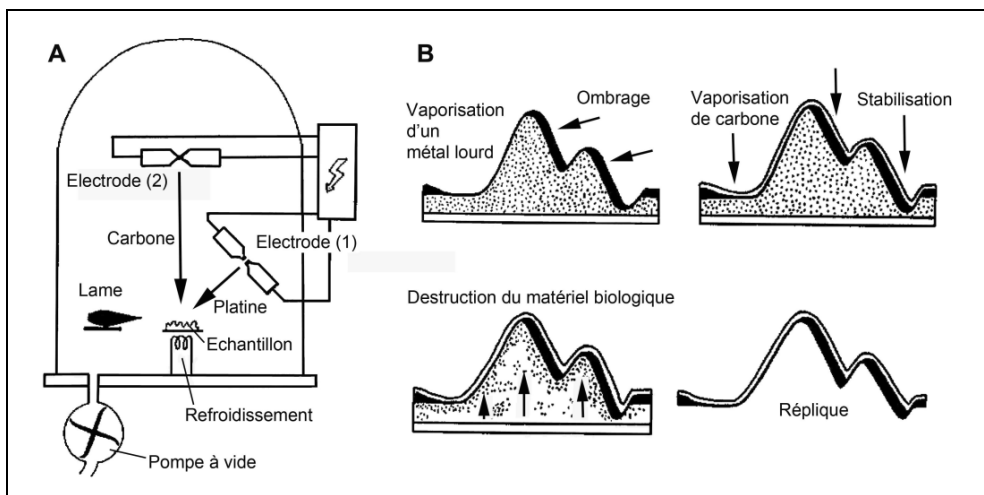 A
Electrode (2)
Carbone
Electrode (1)
Lame
Platine
Echantillon
Refroidissement
Pompe à vide
B
Vaporisation
d'un
métal lourd
Ombrage
Vaporisation
de carbone
Stabilisation
Destruction du matériel biologique
Réplique